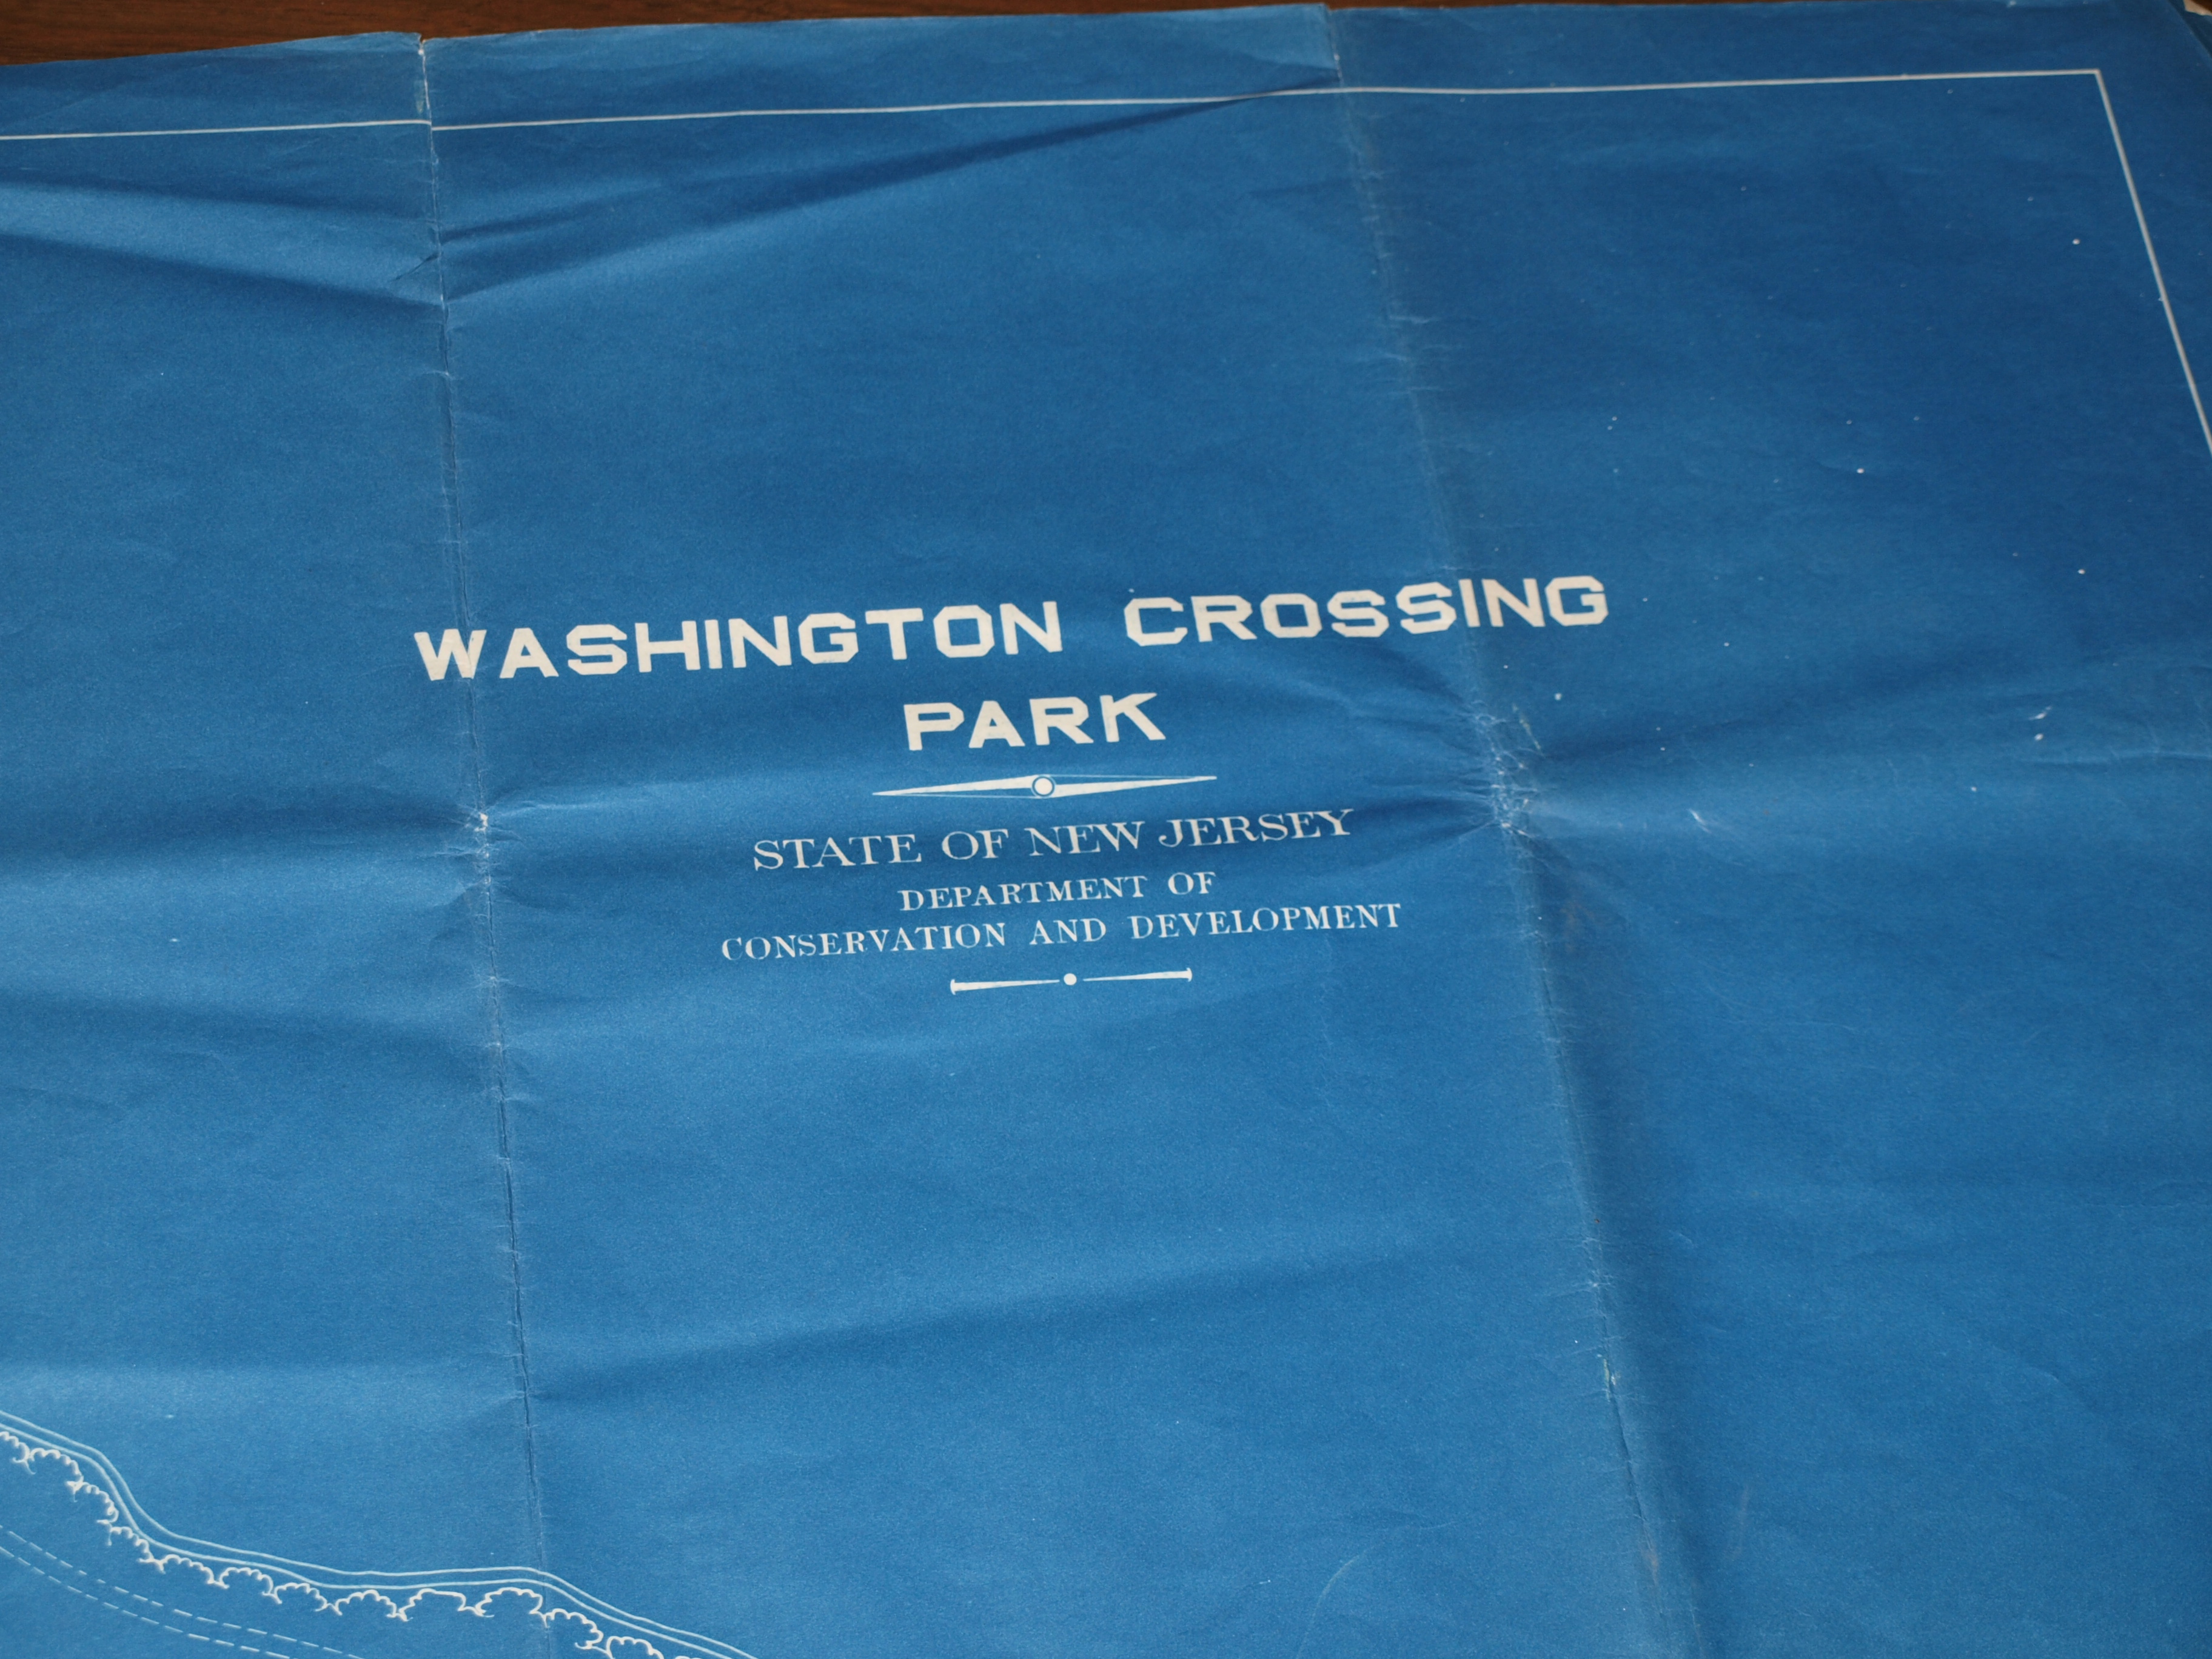 WASHINGTON CROSSING
PARK
STATE OF NEW JERSEY
DEPARTMENT OF
CONSERVATION AND DEVELOPMENT